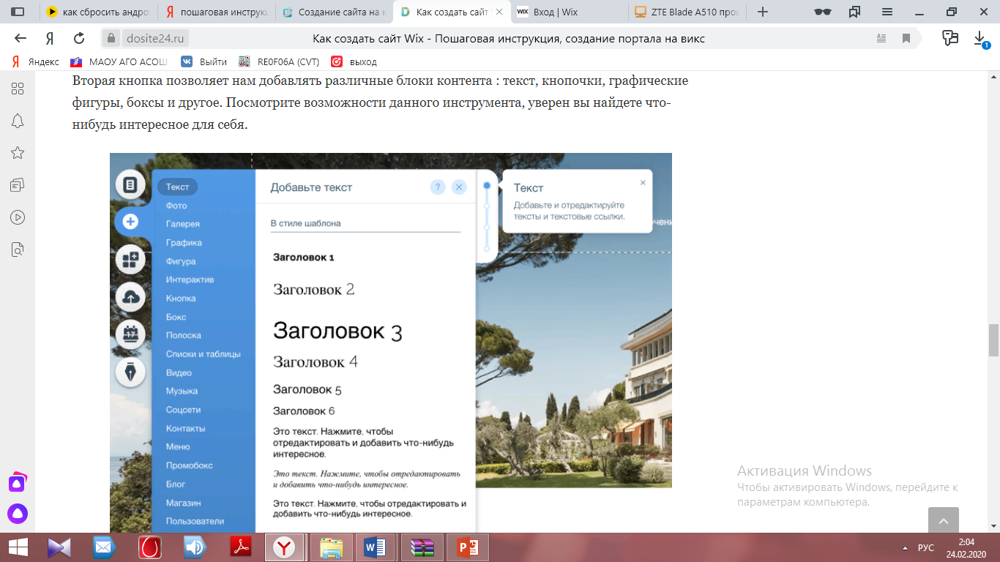 как сбросить андро
пошаговая инструкц
Создание сайта на к
Как создать сайт
WiX Вход | Wix
ZTE Blade A510 про
dosite24.ru
Как создать сайт Wix - Пошаговая инструкция, создание портала на викс
1
Яндекс
МАОУ АГО АСОШ
Выйти
RE0F06A (CVT)
выход
Вторая кнопка позволяет нам добавлять различные блоки контента : текст, кнопочки, графические
фигуры, боксы и другое. Посмотрите возможности данного инструмента, уверен вы найдете что-
нибудь интересное для себя.
Текст
Фото
Галерея
Графика
Фигура
Интерактив
Кнопка
Бокс
Полоска
Списки и таблицы
Видео
Музыка
Соцсети
Контакты
Меню
Промобокс
Блог
Магазин
Пользователи
17
Добавьте текст
?
В стиле шаблона
Заголовок 1
Заголовок 2
Заголовок 3
Заголовок 4
Заголовок 5
Заголовок 6
Это текст. Нажмите, чтобы
отредактировать и добавить что-нибудь
интересное.
Это текст. Нажмите, чтобы отредактировать
и добавить что-нибудь интересное.
Это текст. Нажмите, чтобы отредактировать и
добавить что-нибудь интересное.
Текст
Добавьте и отредактируйте
тексты и текстовые ссылки.
чени
Активация Windows
Чтобы активировать Windows, перейдите к
параметрам компьютера.
РУС
2:04
24.02.2020